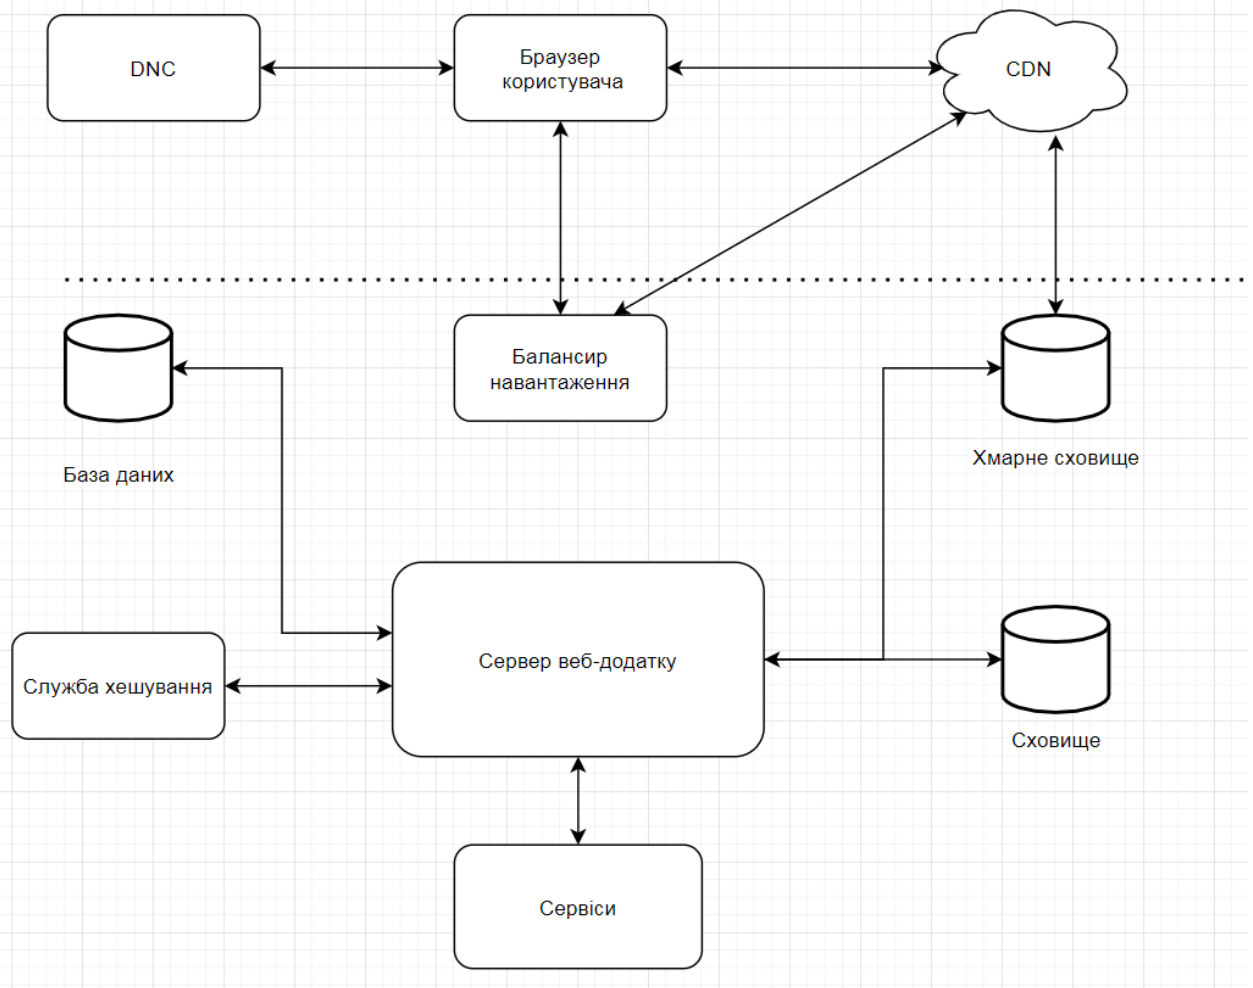 DNC
Браузер
користувача
CDN
Балансир
навантаження
База даних
Хмарне сховище
Сервер веб-додатку
Служба хешування
Сховище
Сервіси